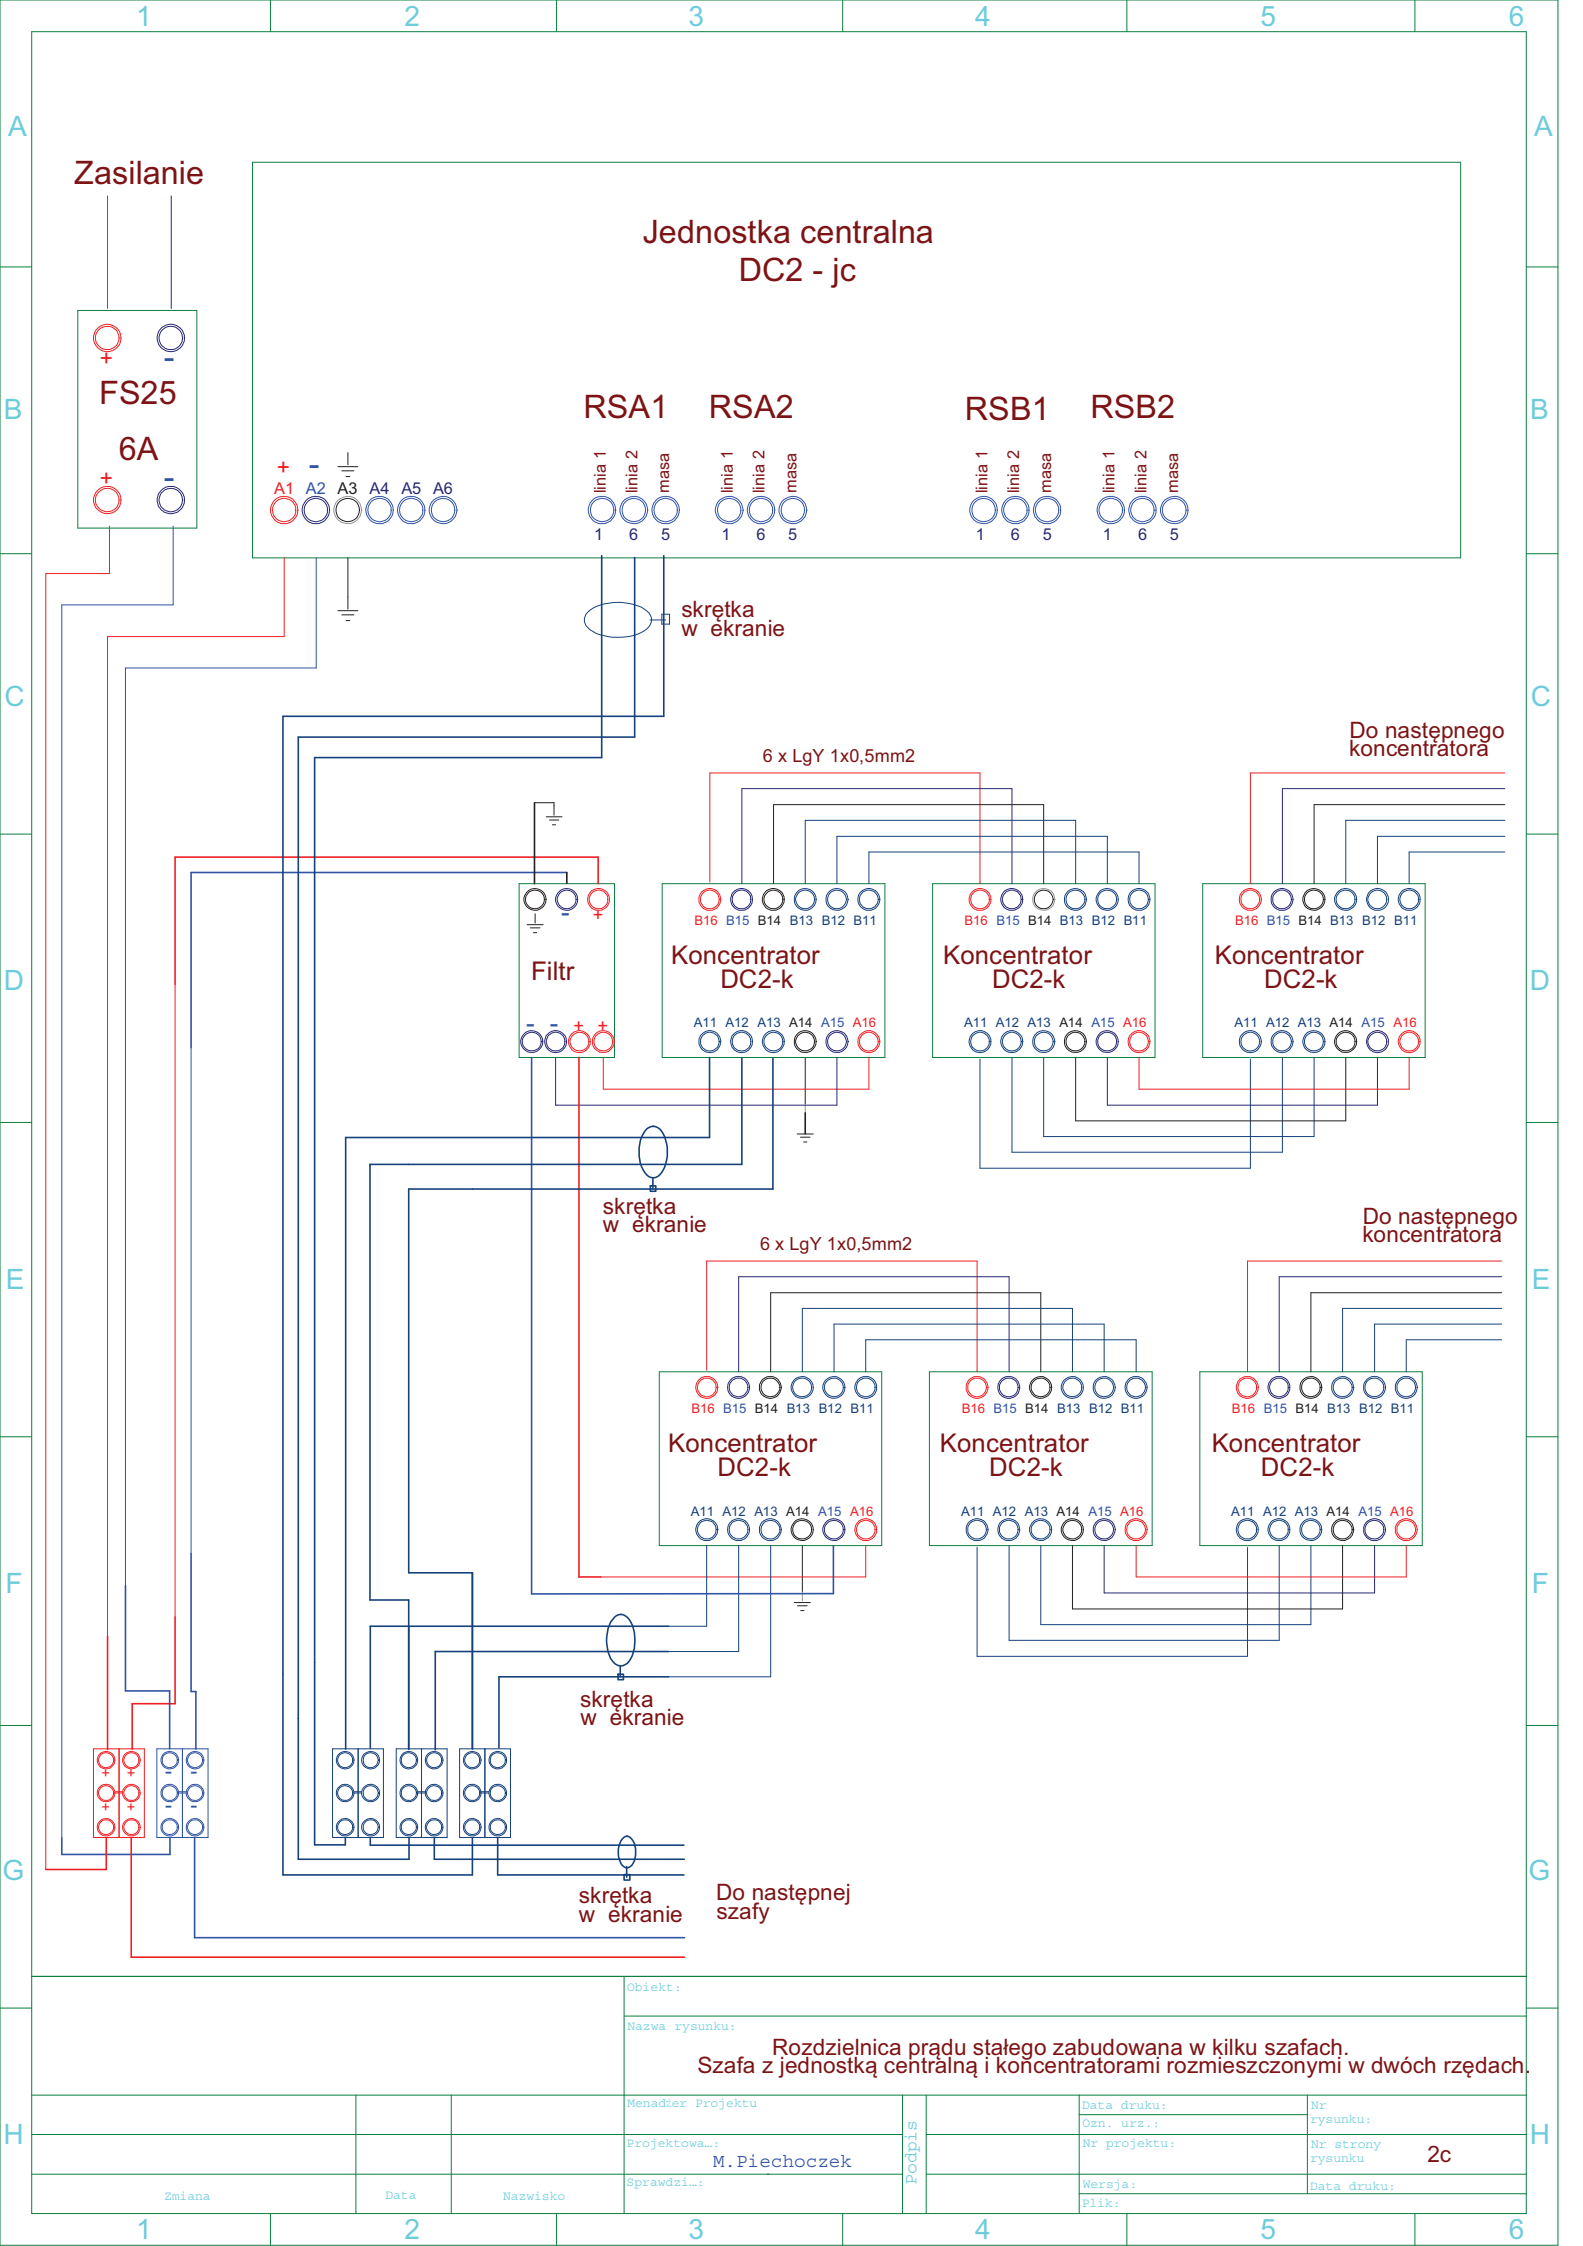 1 2 3 4 5 6
A A
Zasilanie
Jednostka centralna
DC2 - jc
B B
+ -
FS25
6A
+ -
RSA1 RSA2 RSB1 RSB2
linia 1 linia 2 masa linia 1 linia 2 masa linia 1 linia 2 masa linia 1 linia 2 masa
+ -
A1 A2 A3 A4 A5 A6
1 6 5 1 6 5 1 6 5 1 6 5
skrętka
w ekranie
C C
Do następnego
koncentratora
6 x LgY 1x0,5mm2
- +
B16 B15 B14 B13 B12 B11 B16 B15 B14 B13 B12 B11 B16 B15 B14 B13 B12 B11
Filtr
Koncentrator
DC2-k
Koncentrator
DC2-k
Koncentrator
DC2-k
D D
- - + +
A11 A12 A13 A14 A15 A16 A11 A12 A13 A14 A15 A16 A11 A12 A13 A14 A15 A16
skrętka
w ekranie
Do następnego
koncentratora
6 x LgY 1x0,5mm2
E E
B16 B15 B14 B13 B12 B11 B16 B15 B14 B13 B12 B11 B16 B15 B14 B13 B12 B11
Koncentrator
DC2-k
Koncentrator
DC2-k
Koncentrator
DC2-k
A11 A12 A13 A14 A15 A16 A11 A12 A13 A14 A15 A16 A11 A12 A13 A14 A15 A16
F F
skrętka
w ekranie
+ + - -
+ + - -
G G
skrętka
w ekranie
Do następnej
szafy
Obiekt:
Nazwa rysunku:
Rozdzielnica prądu stałego zabudowana w kilku szafach.
Szafa z jednostką centralną i koncentratorami rozmieszczonymi w dwóch rzędach.
H H
Menadżer Projektu
Projektowa…:
M.Piechoczek
Sprawdzi…:
Podpis
Data druku:
Ozn. urz.:
Nr projektu:
Wersja:
Plik:
Nr
rysunku:
Nr strony
rysunku
2c
Data druku:
Zmiana Data Nazwisko
1 2 3 4 5 6